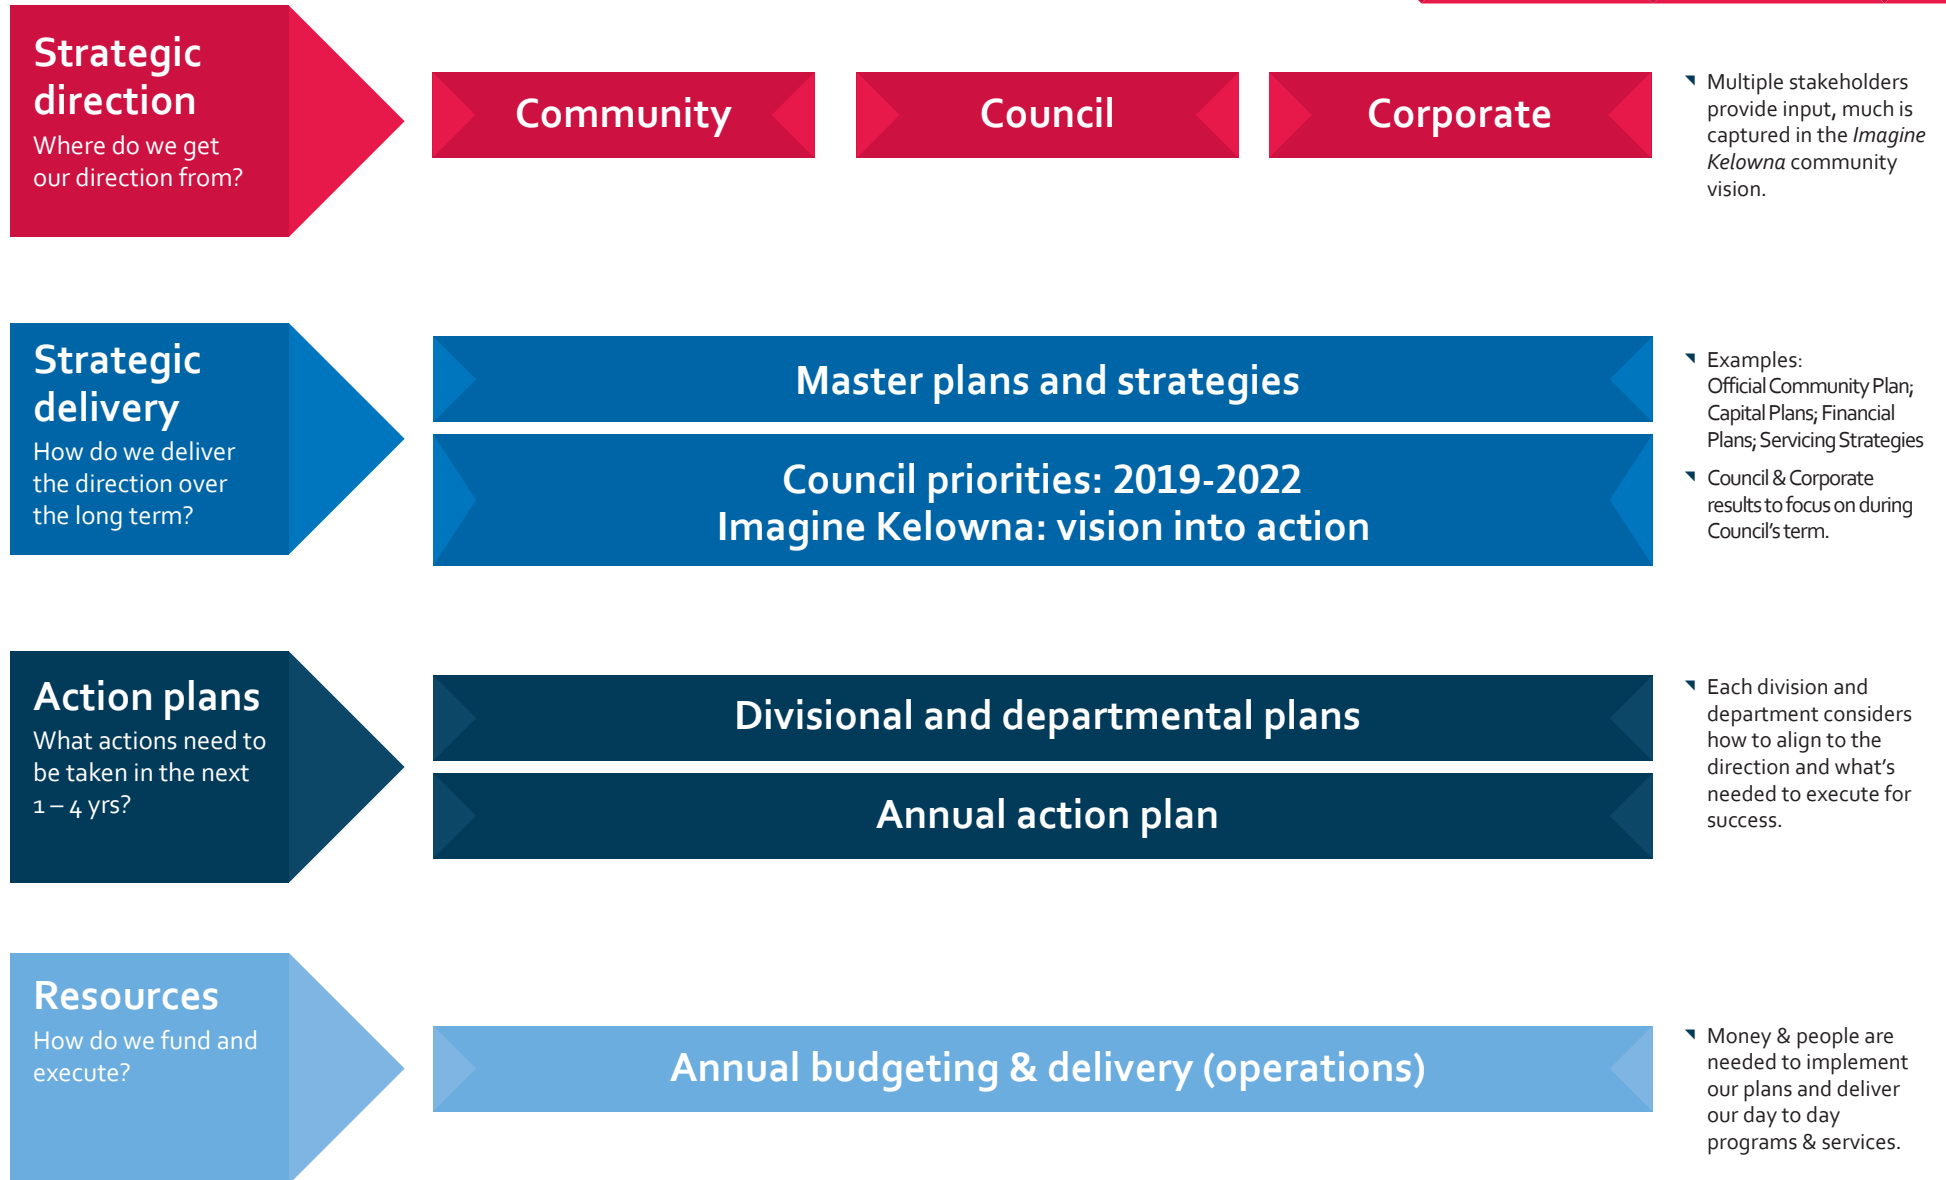 Strategic
direction
Where do we get
our direction from?
Community
Council
Corporate
◥ Multiple stakeholders
provide input, much is
captured in the Imagine
Kelowna community
vision.
Strategic
delivery
How do we deliver
the direction over
the long term?
Master plans and strategies
Council priorities: 2019-2022
Imagine Kelowna: vision into action
◥ Examples:
Official Community Plan;
Capital Plans; Financial
Plans; Servicing Strategies
◥ Council & Corporate
results to focus on during
Council's term.
Action plans
What actions need to
be taken in the next
1 – 4 yrs?
Divisional and departmental plans
Annual action plan
◥ Each division and
department considers
how to align to the
direction and what's
needed to execute for
success.
Resources
How do we fund and
execute?
Annual budgeting & delivery (operations)
◥ Money & people are
needed to implement
our plans and deliver
our day to day
programs & services.